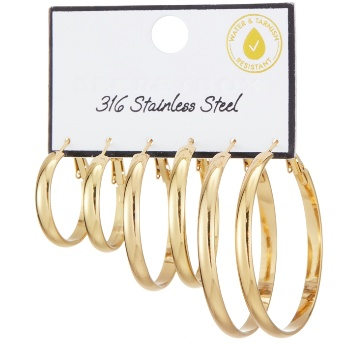 WATER & TARNISH
RESISTANT
316 Stainless Steel